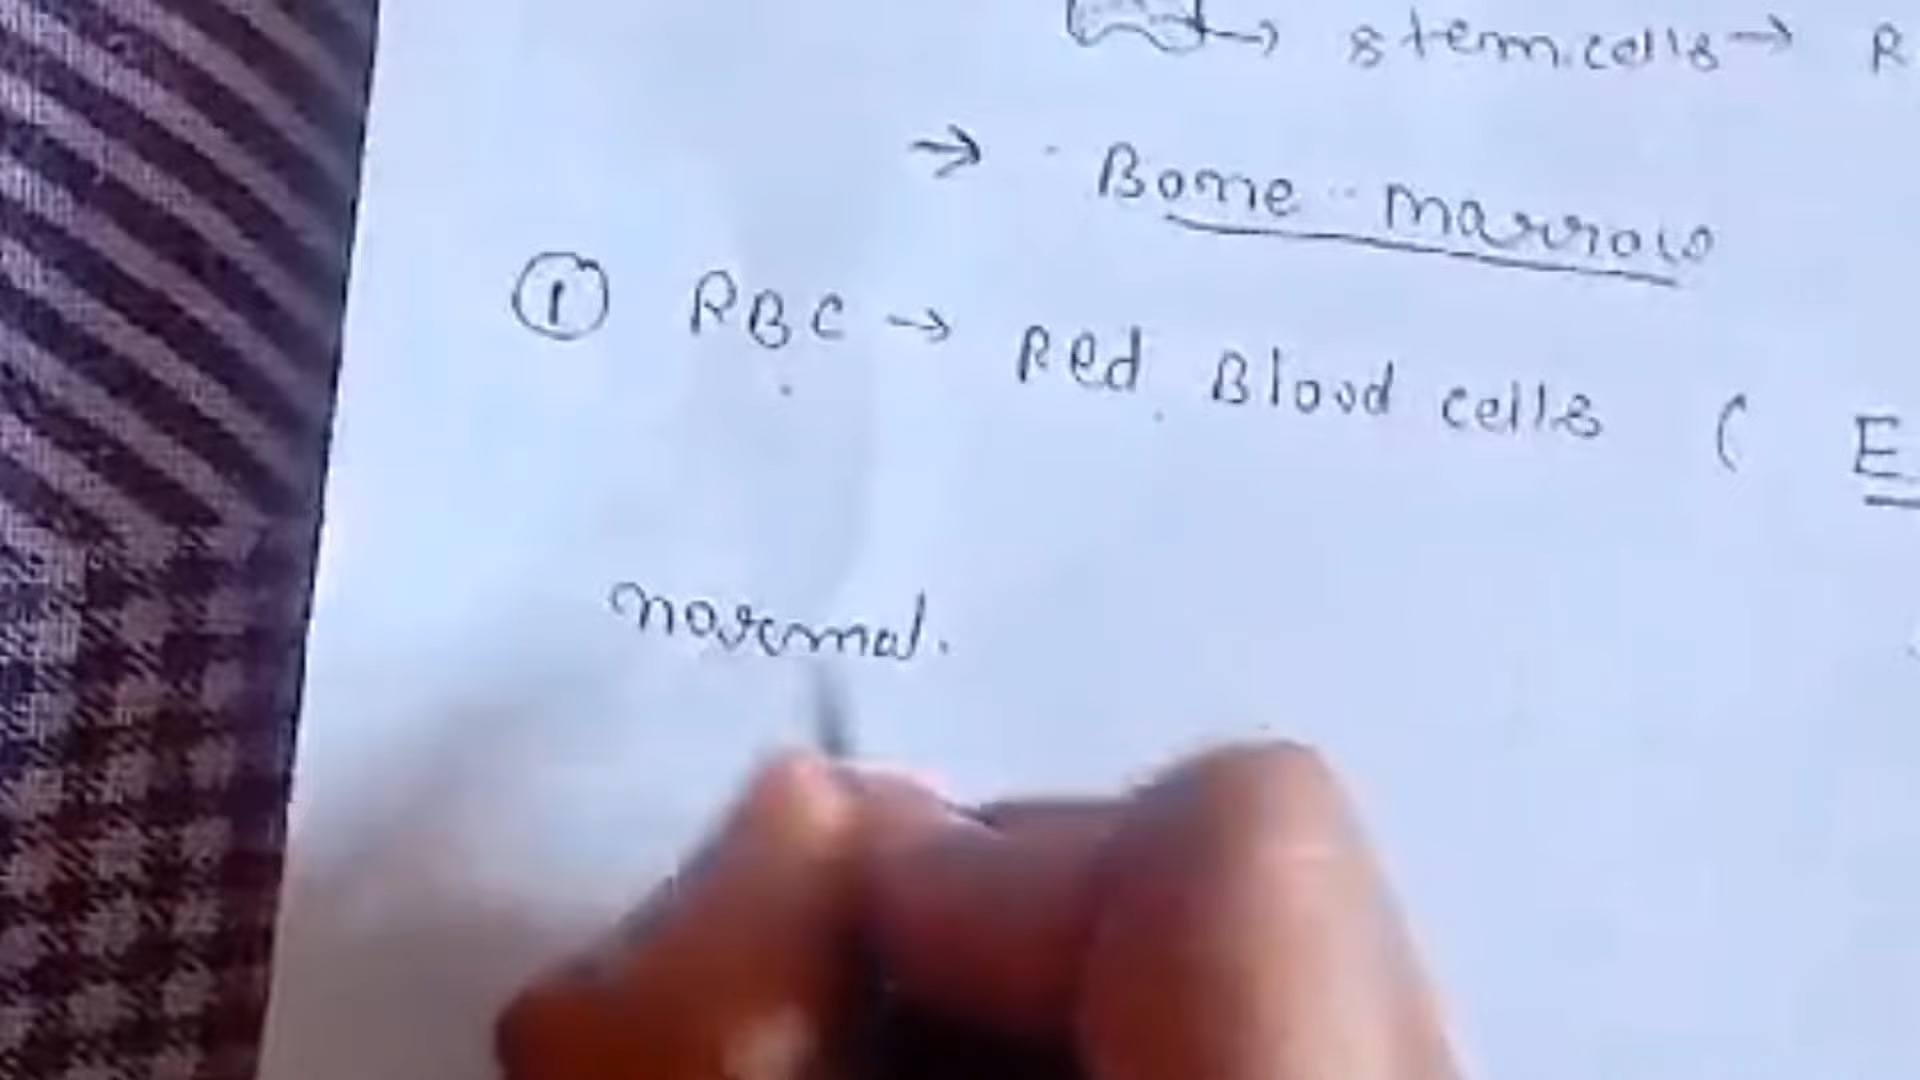 → stem cells → R
→ Bone marrow
① RBC → Red Blood cells ( E
normal.